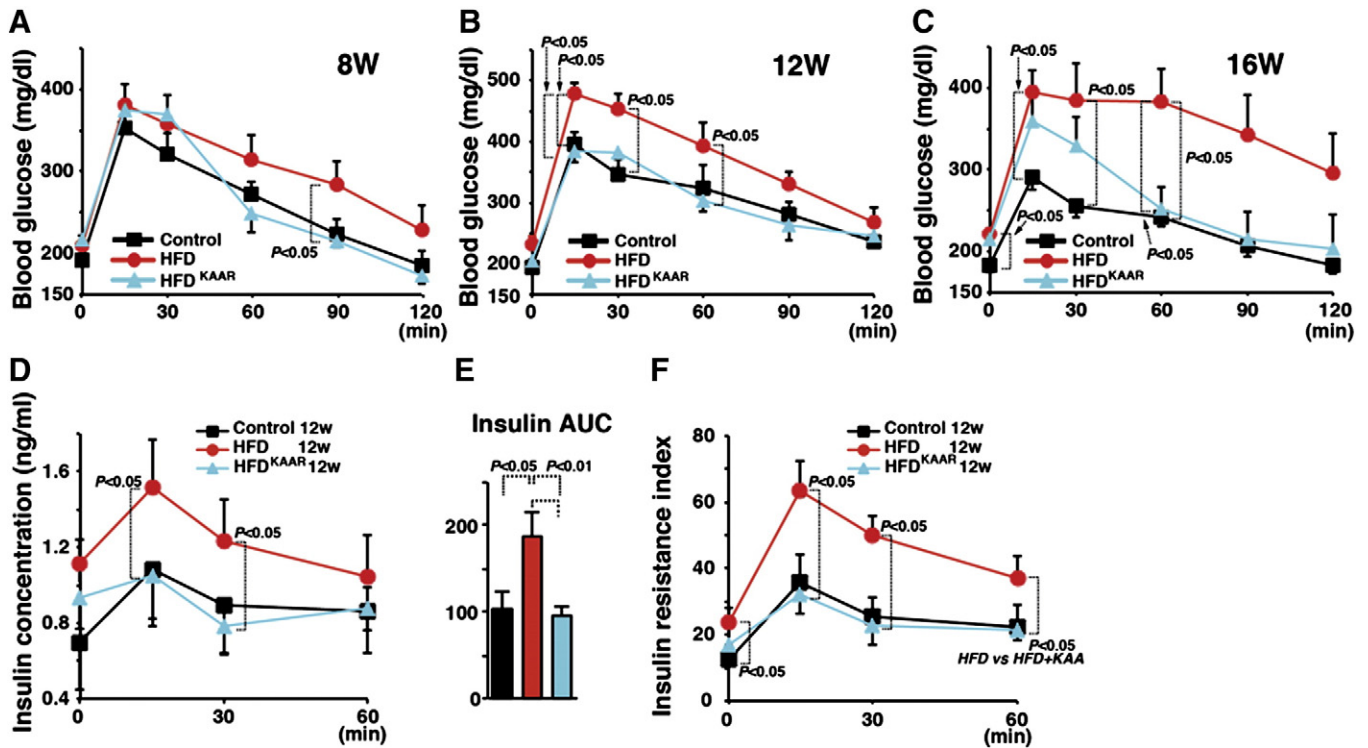 A
Blood glucose (mg/dl)
8W
400
300
200
150
P<0.05
Control
HFD
HFD KAAR
0 30 60 90 120
(min)
B
Blood glucose (mg/dl)
12W
P<0.05
P<0.05
500
400
300
200
150
P<0.05
P<0.05
Control
HFD
HFD KAAR
0 30 60 90 120
(min)
C
Blood glucose (mg/dl)
16W
P<0.05
P<0.05
400
300
200
150
P<0.05
P<0.05
P<0.05
Control
HFD
HFD KAAR
0 30 60 90 120
(min)
D
Insulin concentration (ng/ml)
Control 12w
HFD 12w
HFD KAAR 12w
1.6
1.2
0.8
0.4
P<0.05
P<0.05
0 30 60
(min)
E
Insulin AUC
P<0.05 P<0.01
200
100
0
F
Insulin resistance index
Control 12w
HFD 12w
HFD KAAR 12w
80
60
40
20
0
P<0.05
P<0.05
P<0.05
P<0.05
HFD vs HFD+KAA
0 30 60
(min)